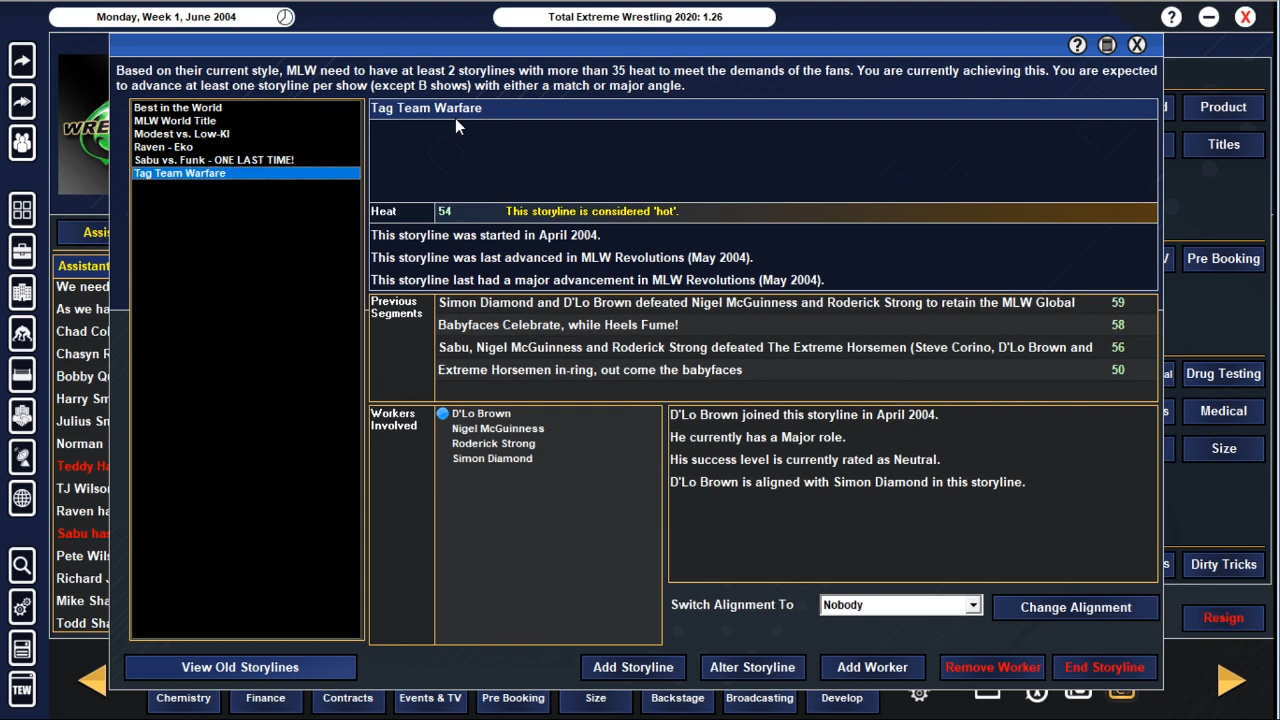 Monday, Week 1, June 2004
Total Extreme Wrestling 2020: 1.26
? X
? X
Based on their current style, MLW need to have at least 2 storylines with more than 35 heat to meet the demands of the fans. You are currently achieving this. You are expected
to advance at least one storyline per show (except B shows) with either a match or major angle.
Best in the World
MLW World Title
Modest vs. Low-KI
Raven - Eko
Sabu vs. Funk - ONE LAST TIME!
Tag Team Warfare
Tag Team Warfare
Heat 54 This storyline is considered 'hot'.
This storyline was started in April 2004.
This storyline was last advanced in MLW Revolutions (May 2004).
This storyline last had a major advancement in MLW Revolutions (May 2004).
Previous
Segments
Simon Diamond and D'Lo Brown defeated Nigel McGuinness and Roderick Strong to retain the MLW Global 59
Babyfaces Celebrate, while Heels Fume! 58
Sabu, Nigel McGuinness and Roderick Strong defeated The Extreme Horsemen (Steve Corino, D'Lo Brown and 56
Extreme Horsemen in-ring, out come the babyfaces 50
Workers
Involved
D'Lo Brown
Nigel McGuinness
Roderick Strong
Simon Diamond
D'Lo Brown joined this storyline in April 2004.
He currently has a Major role.
His success level is currently rated as Neutral.
D'Lo Brown is aligned with Simon Diamond in this storyline.
Switch Alignment To Nobody Change Alignment
View Old Storylines Add Storyline Alter Storyline Add Worker Remove Worker End Storyline
WRE
Assi
Assistant
We need
As we ha
Chad Col
Chasyn R
Bobby Qu
Harry Sm
Julius Sn
Norman
Teddy Ha
TJ Wilso
Raven ha
Sabu has
Pete Wils
Richard J
Mike Sha
Todd Sha
Product
Titles
Pre Booking
Drug Testing
Medical
Size
Dirty Tricks
Resign
TEW
Chemistry Finance Contracts Events & TV Pre Booking Size Backstage Broadcasting Develop